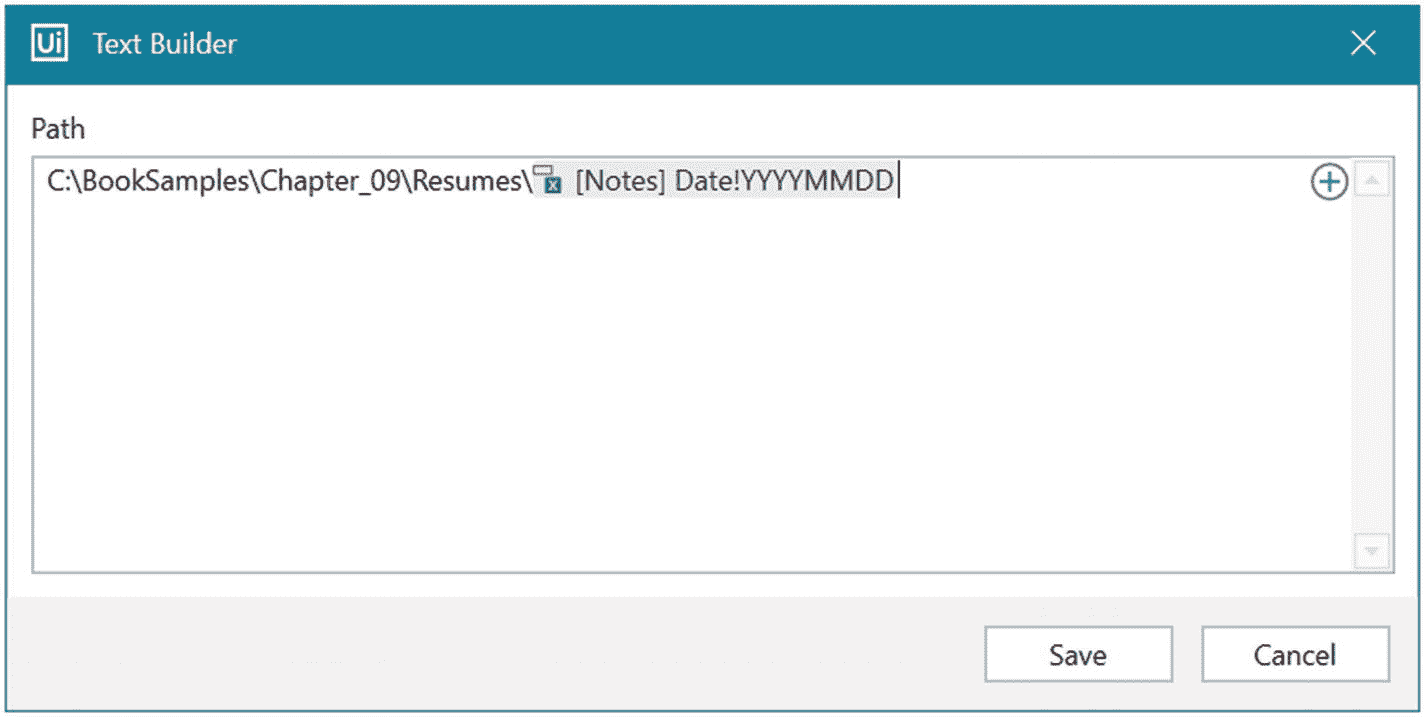 Ui Text Builder
Path
C:\BookSamples\Chapter_09\Resumes\ [Notes] Date!YYYYMMDD
Save Cancel